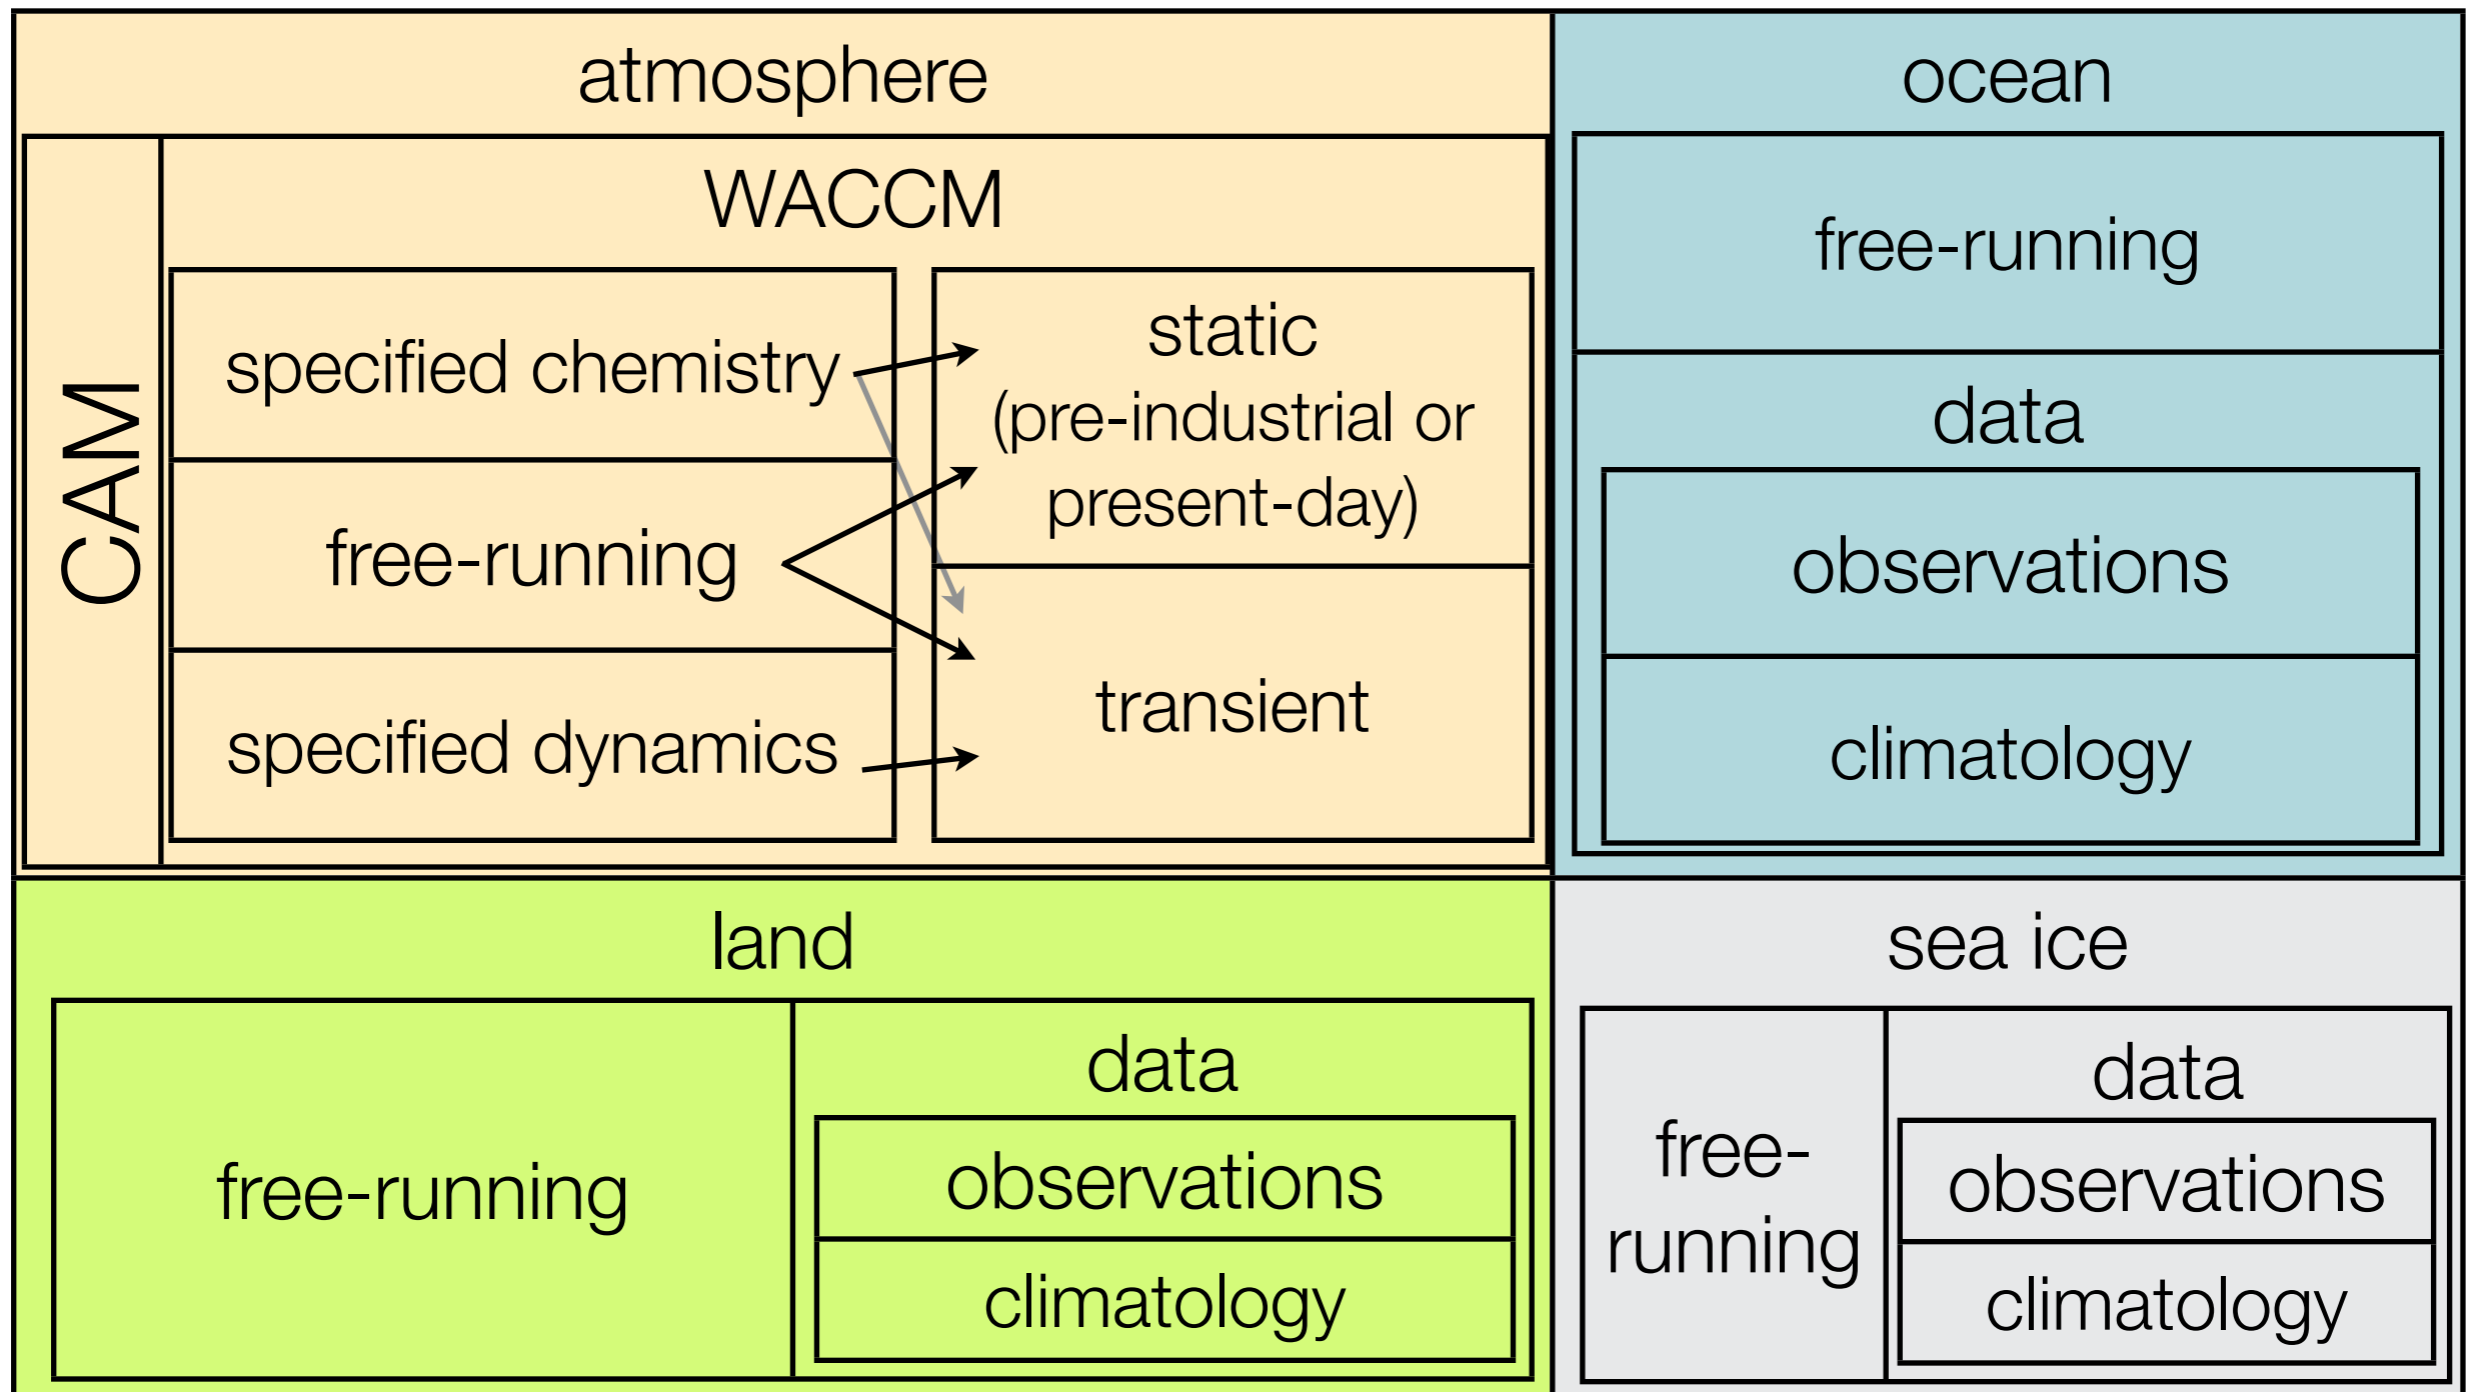 atmosphere
CAM
WACCM
specified chemistry
free-running
specified dynamics
static
(pre-industrial or
present-day)
transient
ocean
free-running
data
observations
climatology
land
free-running
data
observations
climatology
sea ice
free-
running
data
observations
climatology